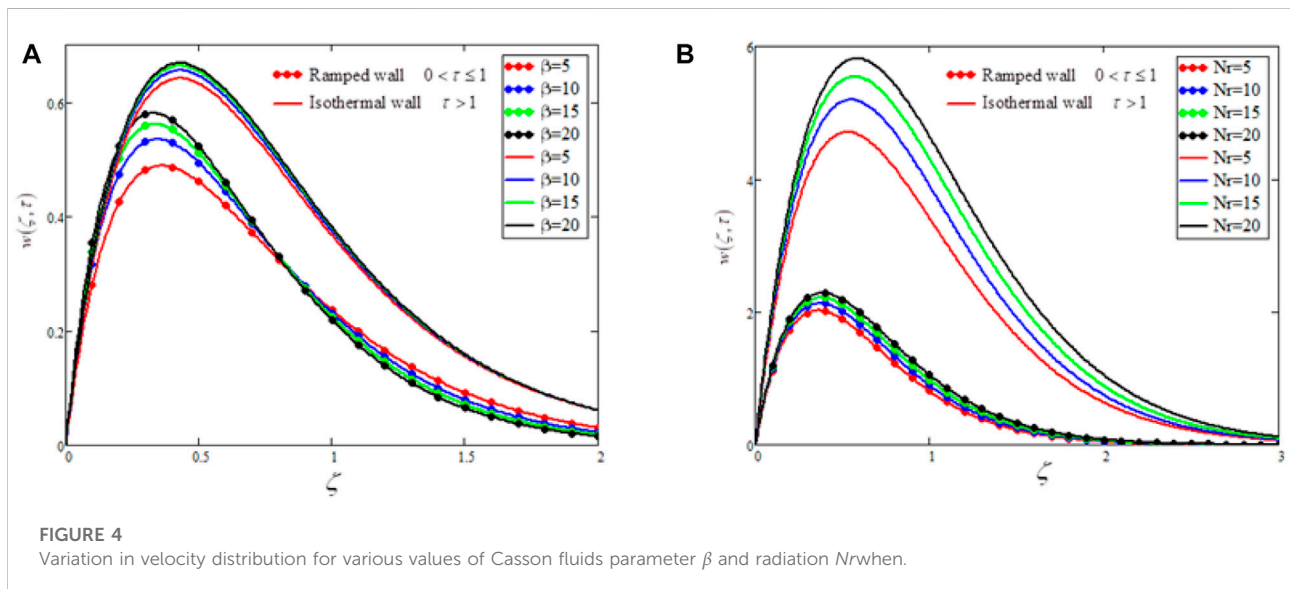 A
Ramped wall 0 < τ ≤ 1
Isothermal wall τ > 1
β=5
β=10
β=15
β=20
β=5
β=10
β=15
β=20
w(ζ, τ)
0.6
0.4
0.2
0
0 0.5 1 1.5 2
ζ
B
Ramped wall 0 < τ ≤ 1
Isothermal wall τ > 1
Nr=5
Nr=10
Nr=15
Nr=20
Nr=5
Nr=10
Nr=15
Nr=20
w(ζ, τ)
6
4
2
0
0 1 2 3
ζ
FIGURE 4
Variation in velocity distribution for various values of Casson fluids parameter β and radiation Nrwhen.